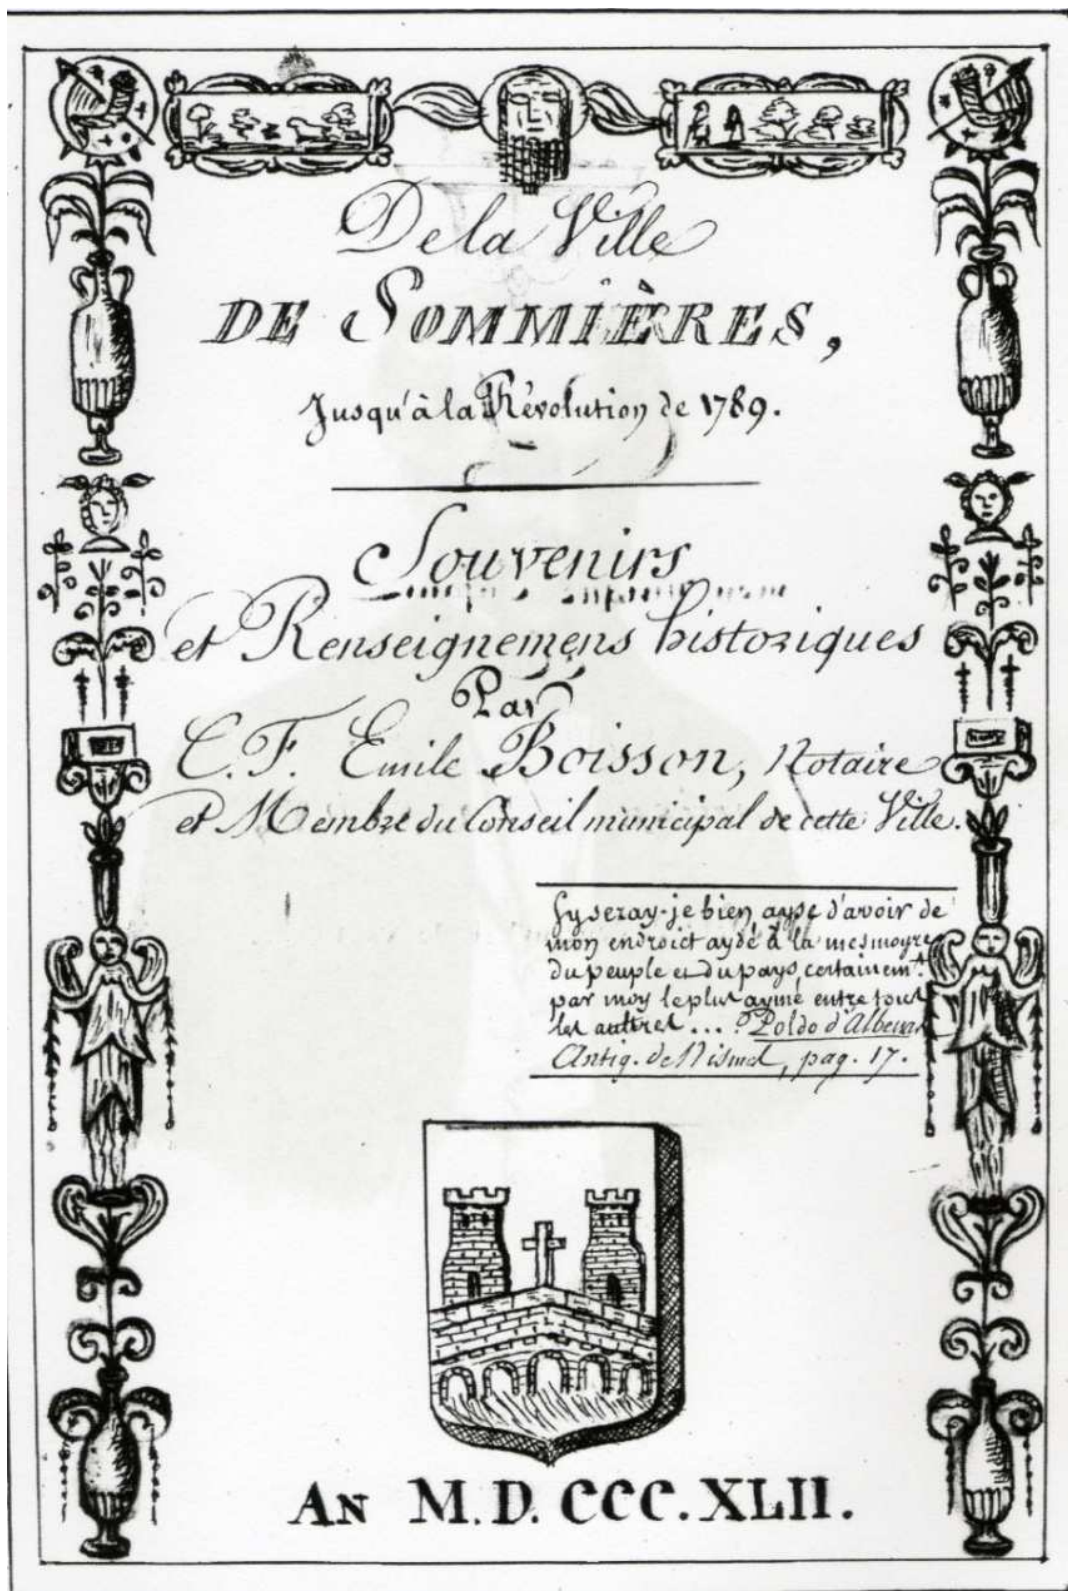 De la Ville
DE SOMMIÈRES,
Jusqu'à la Révolution de 1789.
Souvenirs
et Renseignemens historiques
Par
C. F. Emile Boisson, Notaire
et Membre du Conseil municipal de cette Ville.
sy seray-je bien ayse d'avoir de
mon endroict aydé à la mesmoyre
du peuple et du pays, certainem.t
par moy le plus aymé entre tous
les aultres ... Poldo d'Albenas
Antiq. de Nismes, pag. 17.
AN M.D.CCC.XLII.